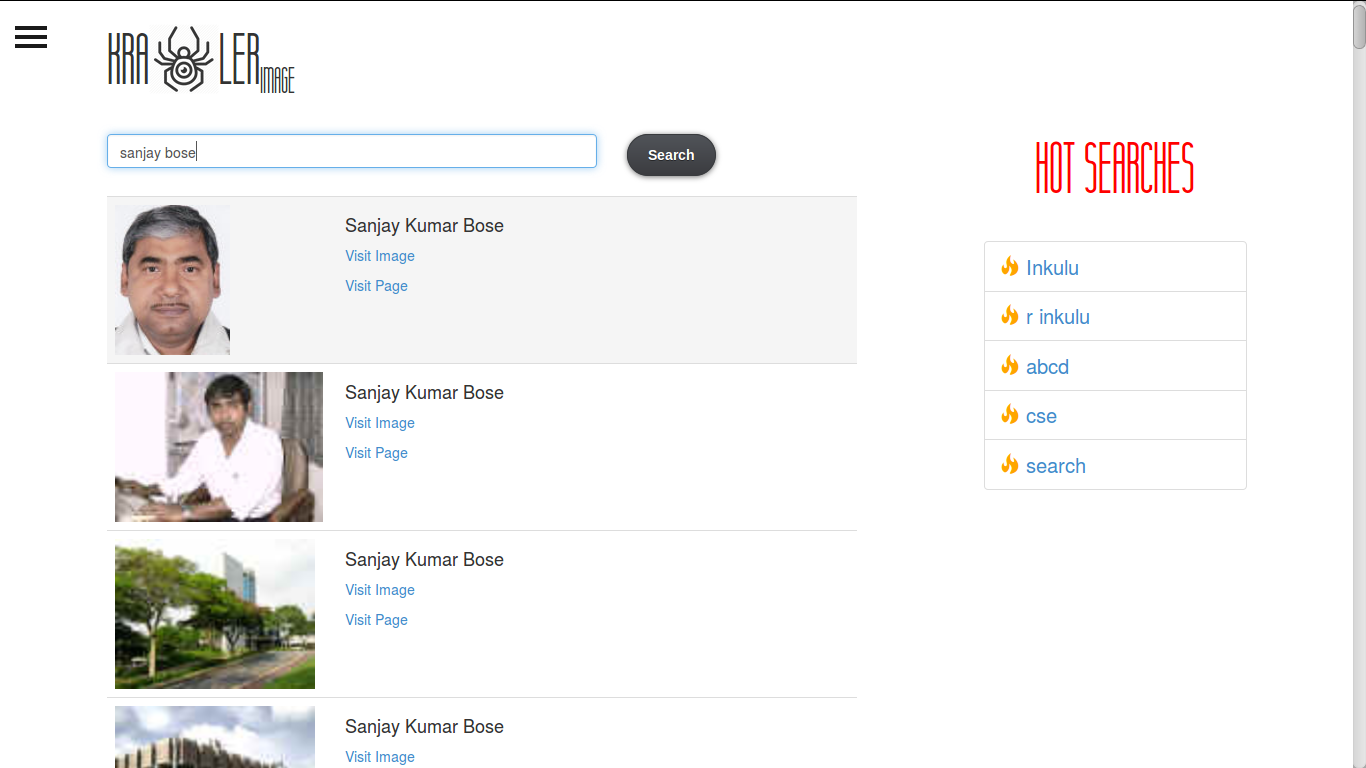 KRA LER IMAGE
sanjay bose
Search
HOT SEARCHES
Sanjay Kumar Bose
Visit Image
Visit Page
Sanjay Kumar Bose
Visit Image
Visit Page
Sanjay Kumar Bose
Visit Image
Visit Page
Sanjay Kumar Bose
Visit Image
Inkulu
r inkulu
abcd
cse
search